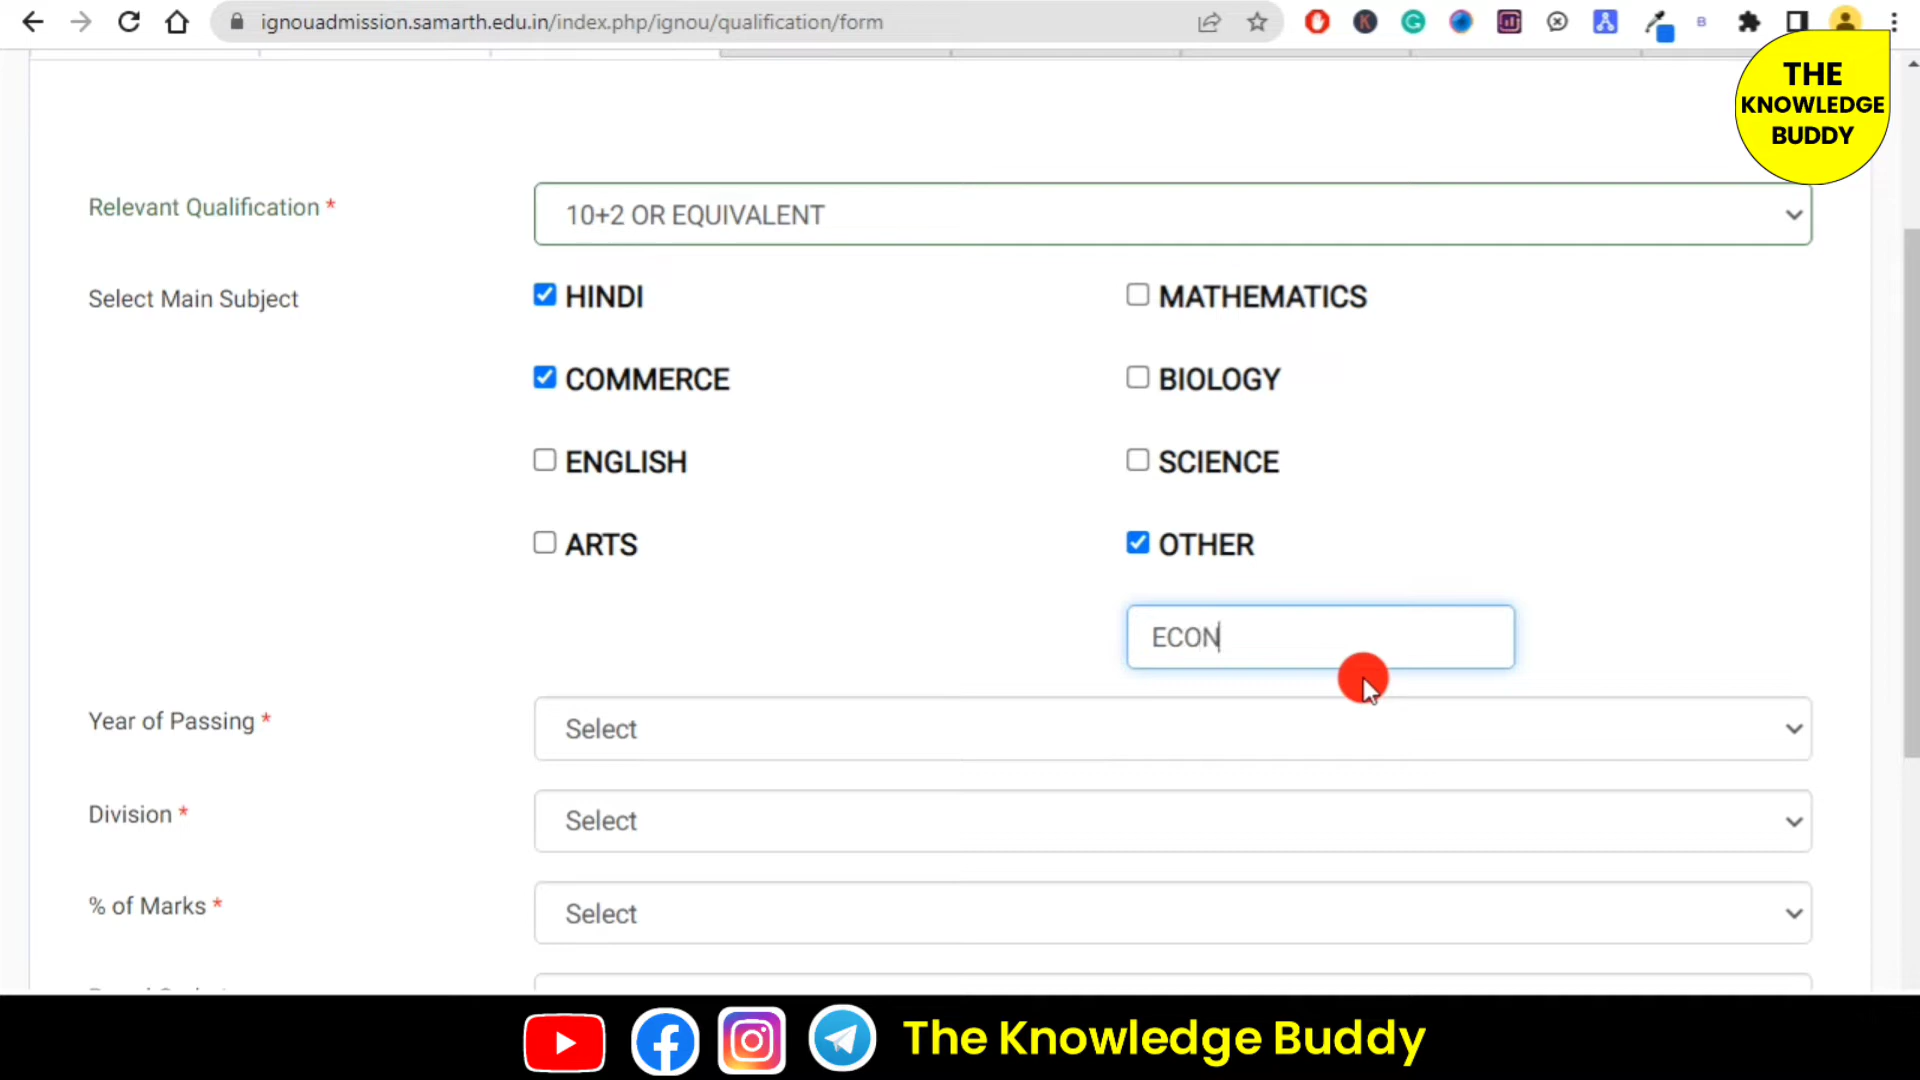 ignouadmission.samarth.edu.in/index.php/ignou/qualification/form
THE
KNOWLEDGE
BUDDY
Relevant Qualification *
10+2 OR EQUIVALENT
Select Main Subject
HINDI
MATHEMATICS
COMMERCE
BIOLOGY
ENGLISH
SCIENCE
ARTS
OTHER
ECON
Year of Passing *
Select
Division *
Select
% of Marks *
Select
The Knowledge Buddy